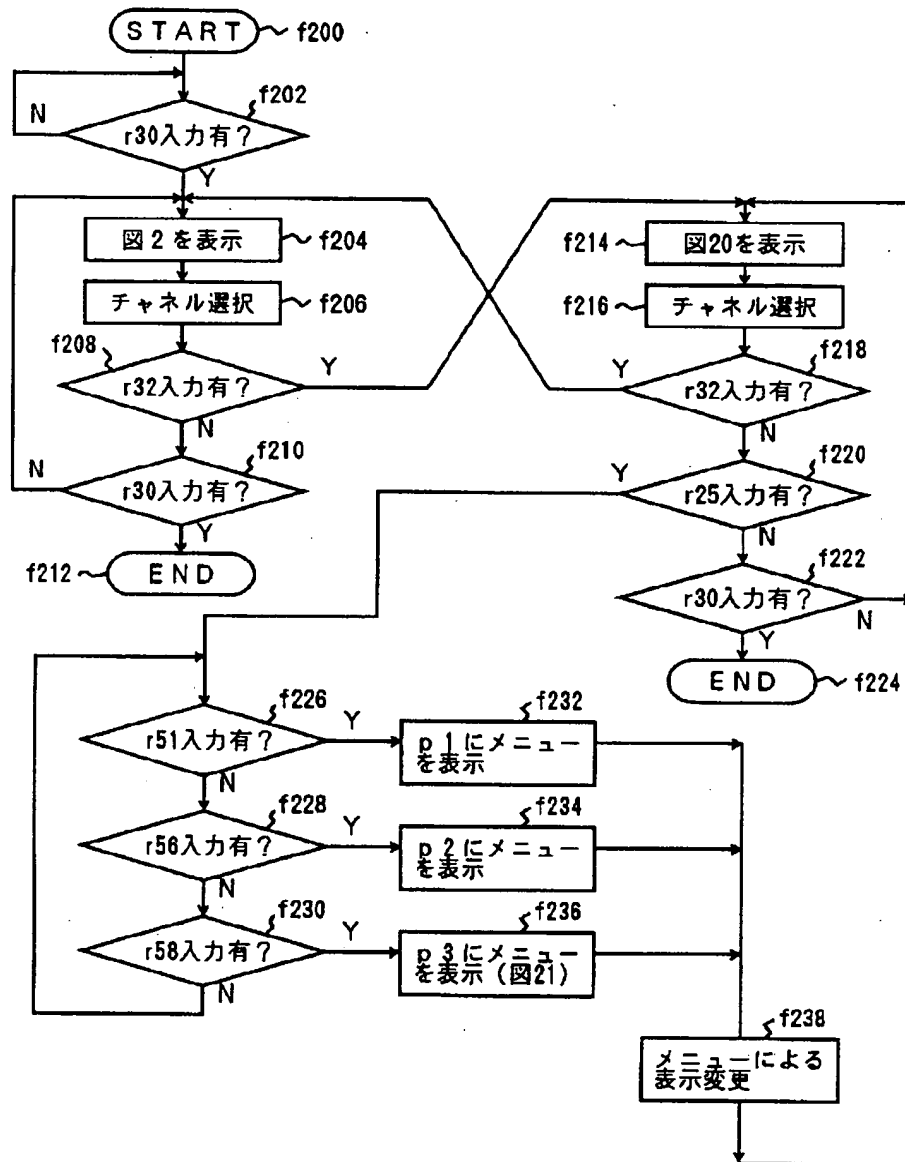 START
f200
f202
N
r30入力有?
Y
図2を表示
f204
チャネル選択
f206
f208
r32入力有?
Y
N
f210
N
r30入力有?
Y
f212
END
f214
図20を表示
f216
チャネル選択
f218
Y
r32入力有?
N
f220
Y
r25入力有?
N
f222
r30入力有?
N
Y
END
f224
f226
r51入力有?
Y
N
f232
p1にメニュー
を表示
f228
r56入力有?
Y
N
f234
p2にメニュー
を表示
f230
r58入力有?
Y
N
f236
p3にメニュー
を表示(図21)
f238
メニューによる
表示変更